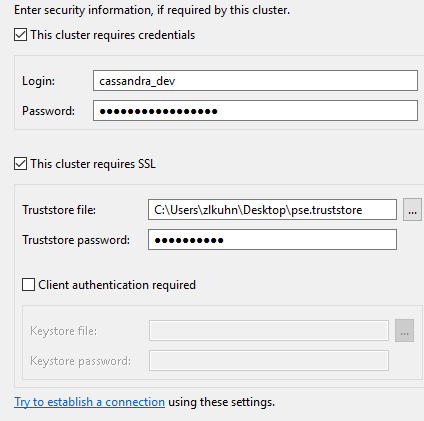 Enter security information, if required by this cluster.
This cluster requires credentials
Login: cassandra_dev
Password: ●●●●●●●●●●●●●●●●●
This cluster requires SSL
Truststore file: C:\Users\zlkuhn\Desktop\pse.truststore ...
Truststore password: ●●●●●●●●●●
Client authentication required
Keystore file: ...
Keystore password:
Try to establish a connection using these settings.